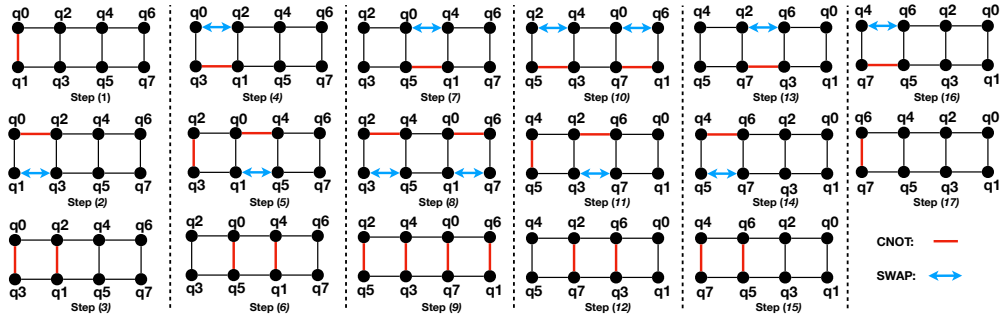 q0 q2 q4 q6
q1 q3 q5 q7
Step (1)
q1 q3 q5 q7
q0 q2 q4 q6
Step (2)
q0 q2 q4 q6
q3 q1 q5 q7
Step (3)
q0 q2 q4 q6
q3 q1 q5 q7
Step (4)
q2 q0 q4 q6
q3 q1 q5 q7
Step (5)
q2 q0 q4 q6
q3 q5 q1 q7
Step (6)
q2 q0 q4 q6
q3 q5 q1 q7
Step (7)
q2 q4 q0 q6
q3 q5 q1 q7
Step (8)
q2 q4 q0 q6
q5 q3 q7 q1
Step (9)
q2 q4 q0 q6
q5 q3 q7 q1
Step (10)
q4 q2 q6 q0
q5 q3 q7 q1
Step (11)
q4 q2 q6 q0
q5 q7 q3 q1
Step (12)
q4 q2 q6 q0
q5 q7 q3 q1
Step (13)
q4 q6 q2 q0
q5 q7 q3 q1
Step (14)
q4 q6 q2 q0
q7 q5 q3 q1
Step (15)
q4 q6 q2 q0
q7 q5 q3 q1
Step (16)
q6 q4 q2 q0
q7 q5 q3 q1
Step (17)
CNOT:
SWAP: